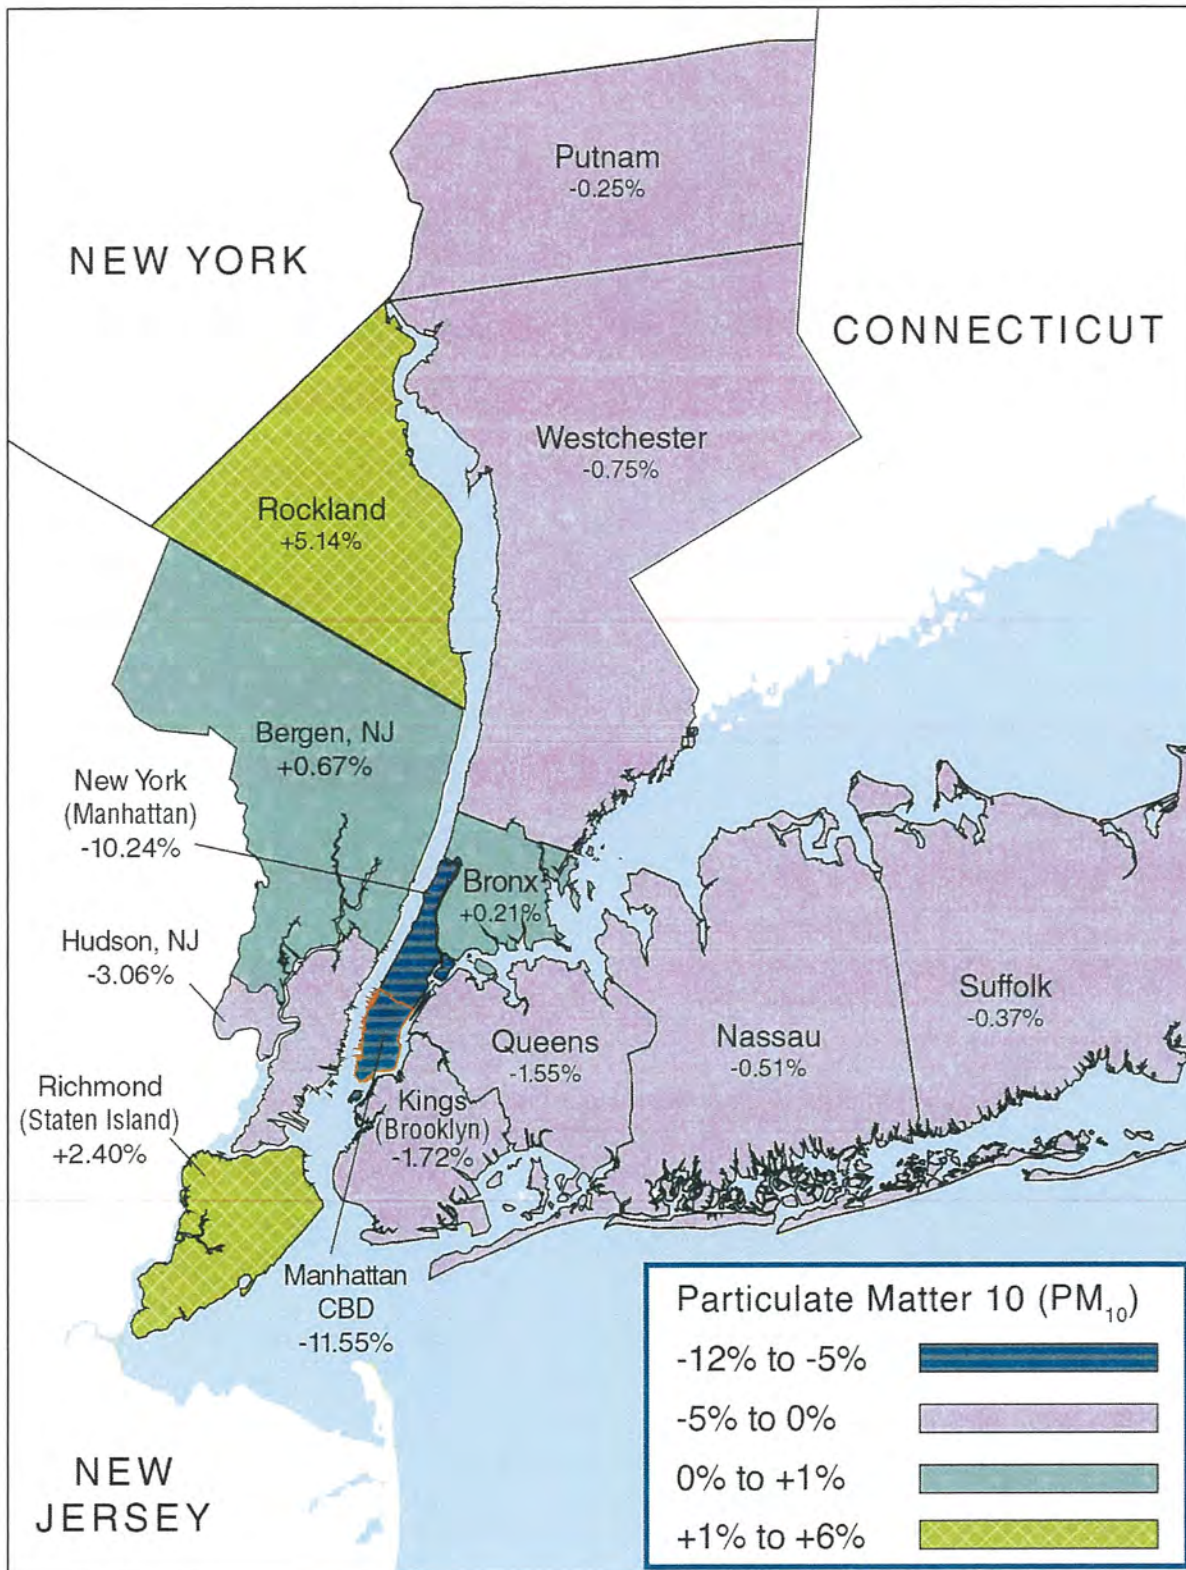 Putnam
-0.25%
NEW YORK
CONNECTICUT
Westchester
-0.75%
Rockland
+5.14%
Bergen, NJ
+0.67%
New York
(Manhattan)
-10.24%
Bronx
+0.21%
Hudson, NJ
-3.06%
Suffolk
-0.37%
Queens
-1.55%
Nassau
-0.51%
Richmond
(Staten Island)
+2.40%
Kings
(Brooklyn)
-1.72%
Manhattan
CBD
-11.55%
Particulate Matter 10 (PM₁₀)
-12% to -5%
-5% to 0%
0% to +1%
+1% to +6%
NEW
JERSEY